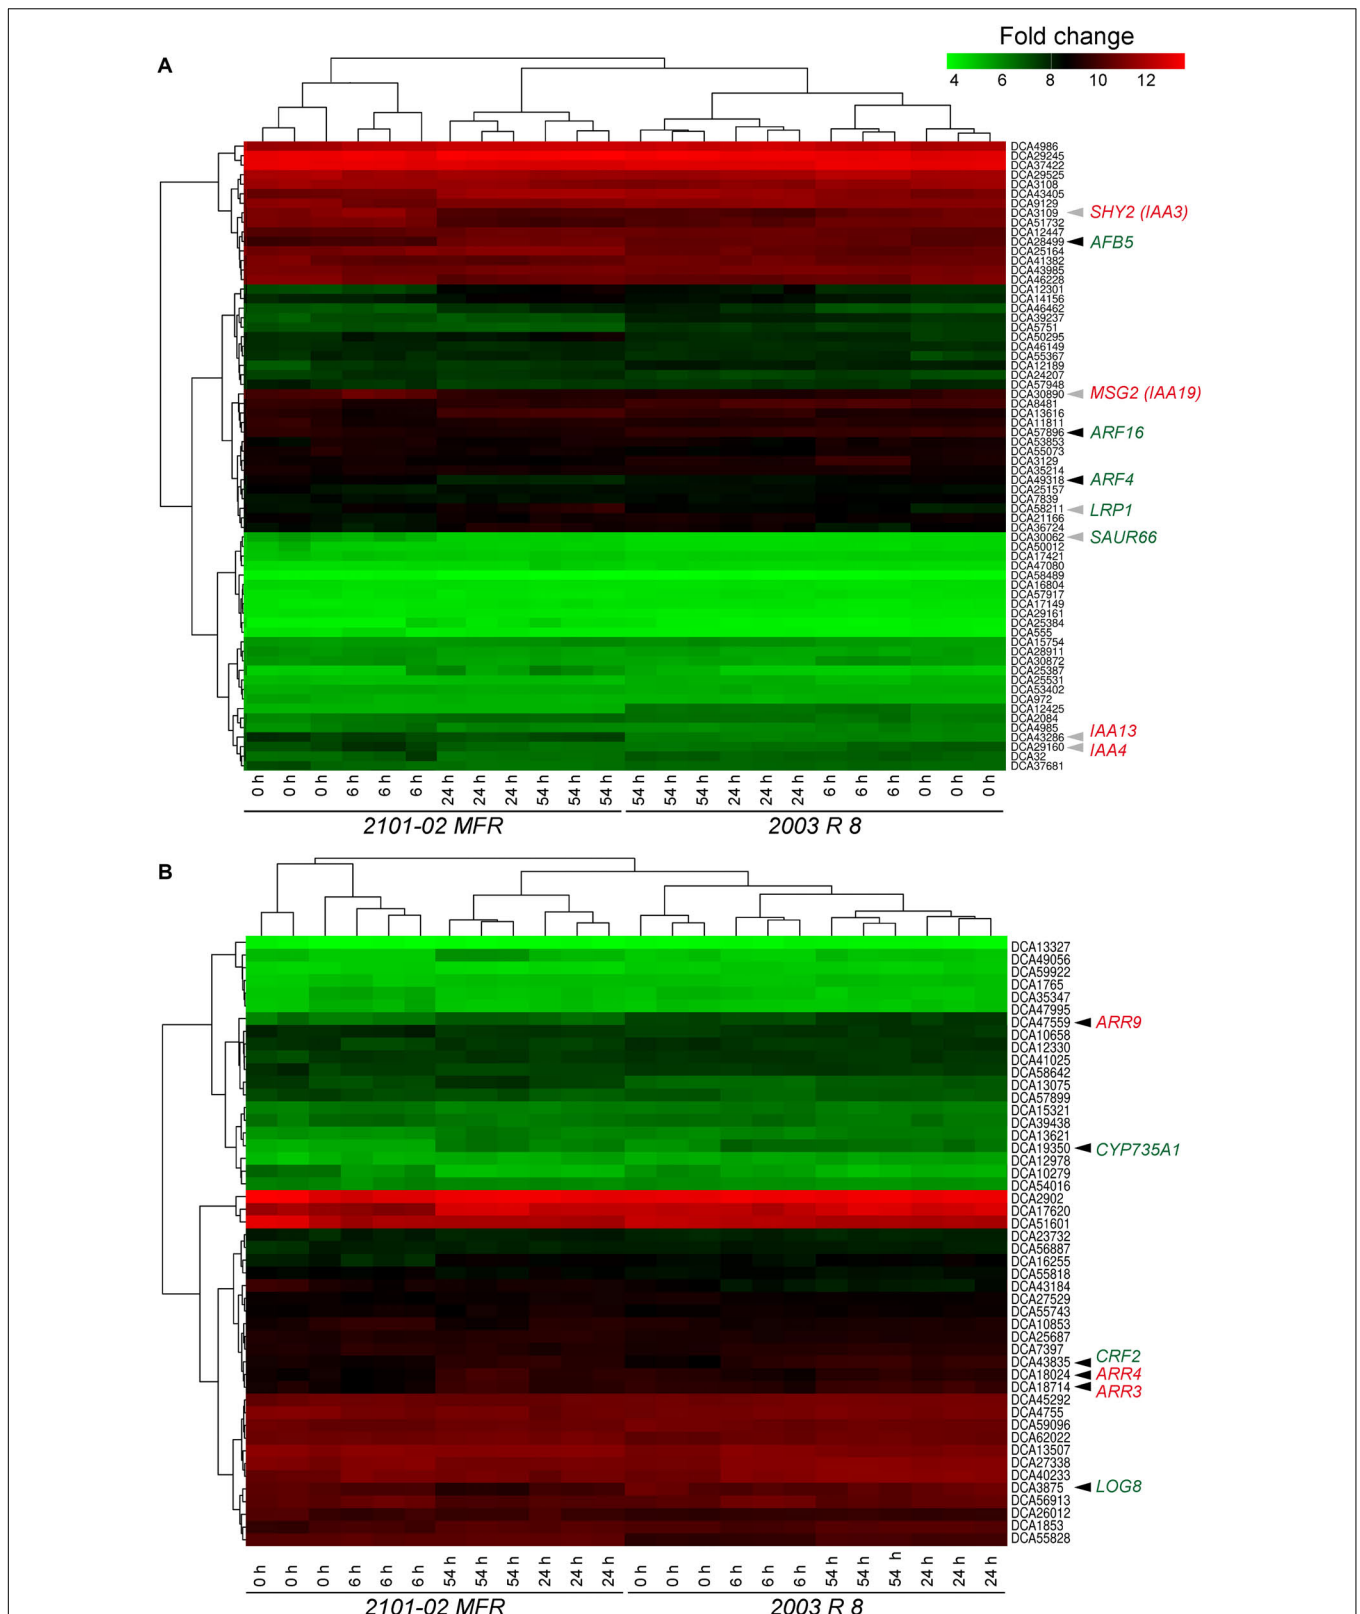 Fold change
A
4 6 8 10 12
DCA4986
DCA29245
DCA37422
DCA29525
DCA3108
DCA43405
DCA9129
DCA3109 SHY2 (IAA3)
DCA51732
DCA12447
DCA28499 AFB5
DCA25164
DCA41382
DCA43985
DCA46228
DCA12301
DCA14156
DCA46462
DCA39237
DCA5751
DCA50295
DCA46149
DCA55367
DCA12189
DCA24207
DCA57948
DCA30890 MSG2 (IAA19)
DCA8481
DCA13616
DCA11811
DCA57896 ARF16
DCA53853
DCA55073
DCA3129
DCA35214
DCA49318 ARF4
DCA25157
DCA7839
DCA58211 LRP1
DCA21166
DCA36724
DCA30062 SAUR66
DCA50012
DCA17421
DCA47080
DCA58489
DCA16804
DCA57917
DCA17149
DCA29161
DCA25384
DCA555
DCA15754
DCA28911
DCA30872
DCA25387
DCA25531
DCA53402
DCA972
DCA12425
DCA2084
DCA4985
DCA43286 IAA13
DCA29160 IAA4
DCA32
DCA37681
0 h 0 h 0 h 6 h 6 h 6 h 24 h 24 h 24 h 54 h 54 h 54 h 54 h 54 h 54 h 24 h 24 h 24 h 6 h 6 h 6 h 0 h 0 h 0 h
2101-02 MFR 2003 R 8
B
DCA13327
DCA49056
DCA59922
DCA1765
DCA35347
DCA47995
DCA47559 ARR9
DCA10658
DCA12330
DCA41025
DCA58642
DCA13075
DCA57899
DCA15321
DCA39438
DCA13621
DCA19350 CYP735A1
DCA12978
DCA10279
DCA54016
DCA2902
DCA17620
DCA51601
DCA23732
DCA56887
DCA16255
DCA55818
DCA43184
DCA27529
DCA55743
DCA10853
DCA25687
DCA7397
DCA43835 CRF2
DCA18024 ARR4
DCA18714 ARR3
DCA45292
DCA4755
DCA59096
DCA62022
DCA13507
DCA27338
DCA40233
DCA3875 LOG8
DCA56913
DCA26012
DCA1853
DCA55828
0 h 0 h 0 h 6 h 6 h 6 h 54 h 54 h 54 h 24 h 24 h 24 h 0 h 0 h 0 h 6 h 6 h 6 h 54 h 54 h 54 h 24 h 24 h 24 h
2101-02 MFR 2003 R 8